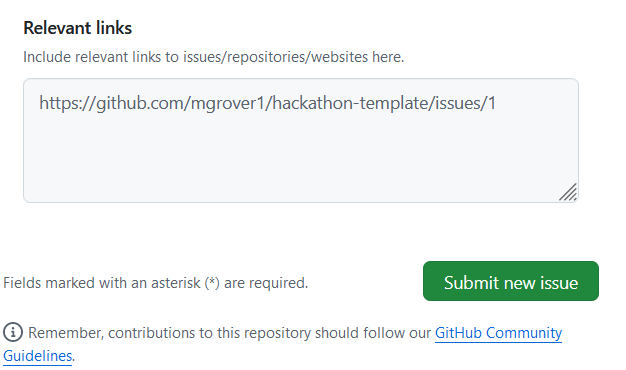 Relevant links
Include relevant links to issues/repositories/websites here.
https://github.com/mgrover1/hackathon-template/issues/1
Fields marked with an asterisk (*) are required.
Submit new issue
Remember, contributions to this repository should follow our GitHub Community
Guidelines.